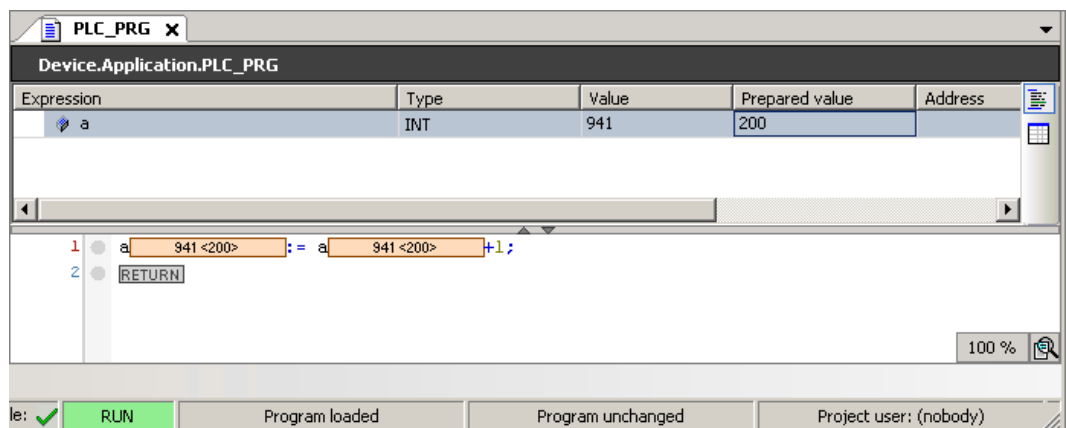 PLC_PRG X
Device.Application.PLC_PRG
Expression Type Value Prepared value Address
a INT 941 200
1 a 941 <200> := a 941 <200> +1;
2 RETURN
100 %
le: RUN Program loaded Program unchanged Project user: (nobody)